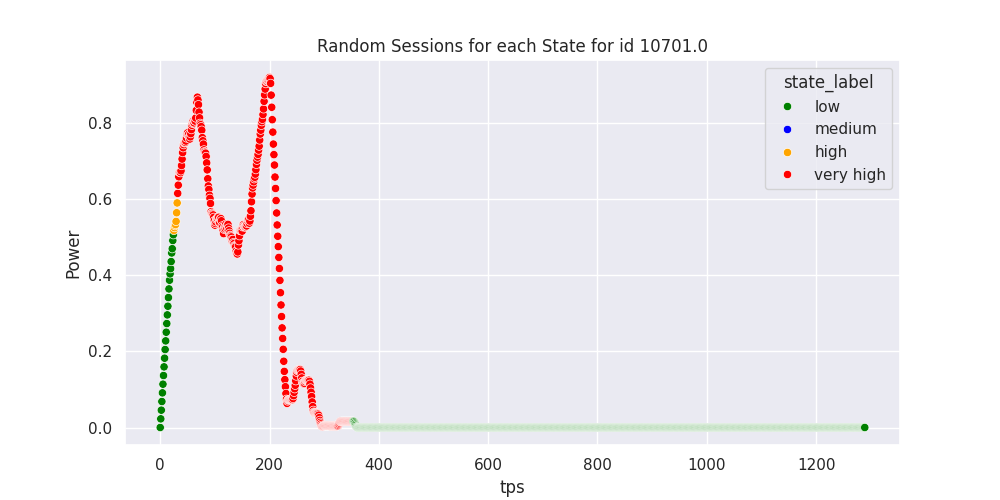 Random Sessions for each State for id 10701.0
state_label
low
medium
high
very high
Power
0.8
0.6
0.4
0.2
0.0
0 200 400 600 800 1000 1200
tps